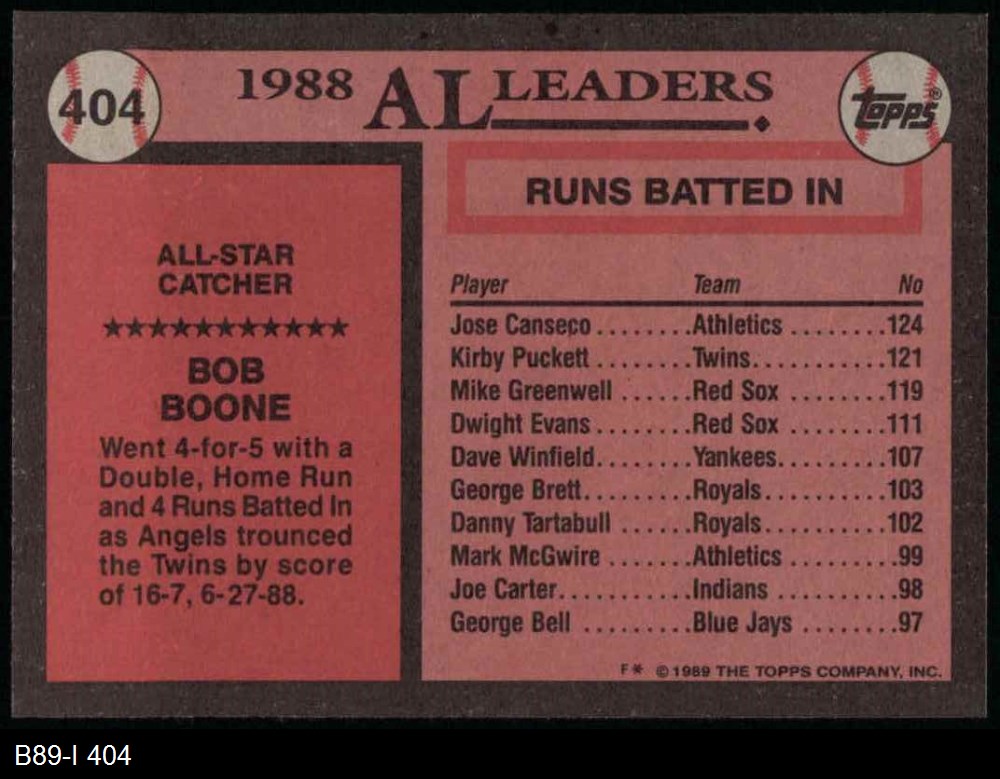 404
1988 AL LEADERS
TOPPS®
ALL-STAR
CATCHER
★★★★★★★★★★★
BOB
BOONE
Went 4-for-5 with a
Double, Home Run
and 4 Runs Batted In
as Angels trounced
the Twins by score
of 16-7, 6-27-88.
RUNS BATTED IN
Player Team No
Jose Canseco ........Athletics ........124
Kirby Puckett ........Twins...........121
Mike Greenwell ......Red Sox ........119
Dwight Evans ........Red Sox ........111
Dave Winfield........Yankees.........107
George Brett.........Royals..........103
Danny Tartabull ......Royals..........102
Mark McGwire .......Athletics .........99
Joe Carter...........Indians ..........98
George Bell .........Blue Jays ........97
F* © 1989 THE TOPPS COMPANY, INC.
B89-I 404